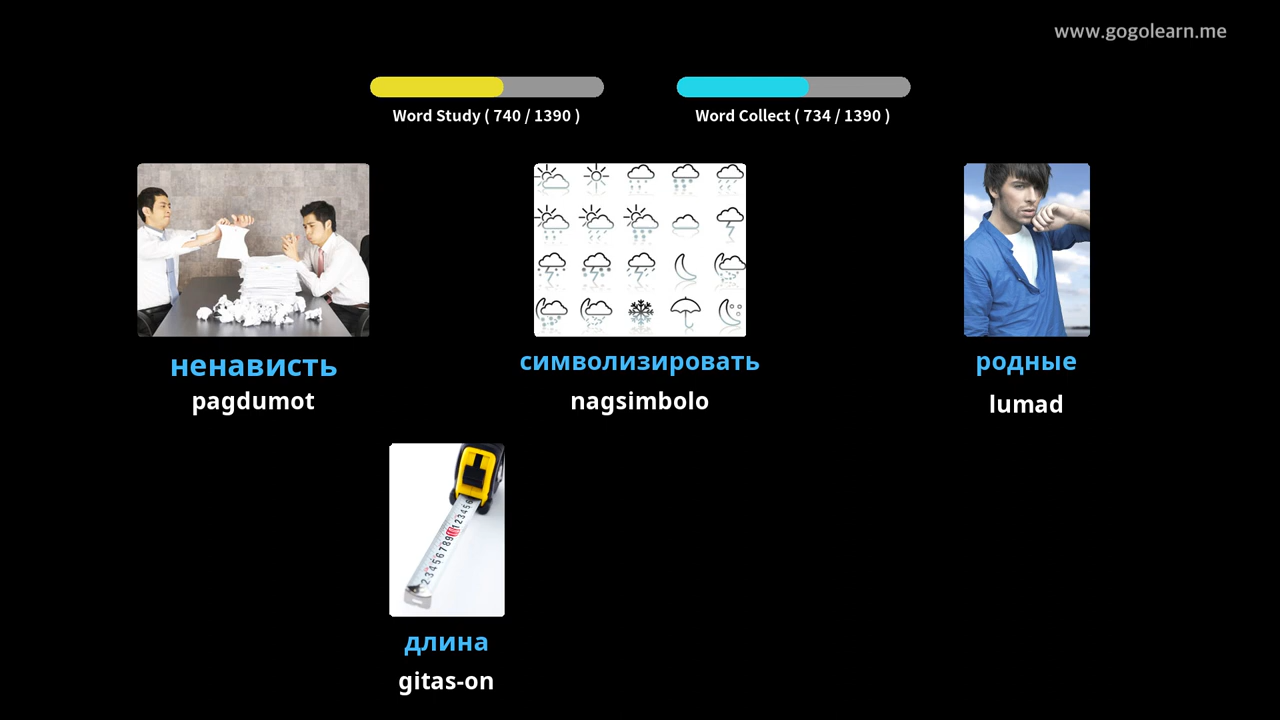 www.gogolearn.me
Word Study ( 740 / 1390 )
Word Collect ( 734 / 1390 )
ненависть
pagdumot
символизировать
nagsimbolo
родные
lumad
длина
gitas-on